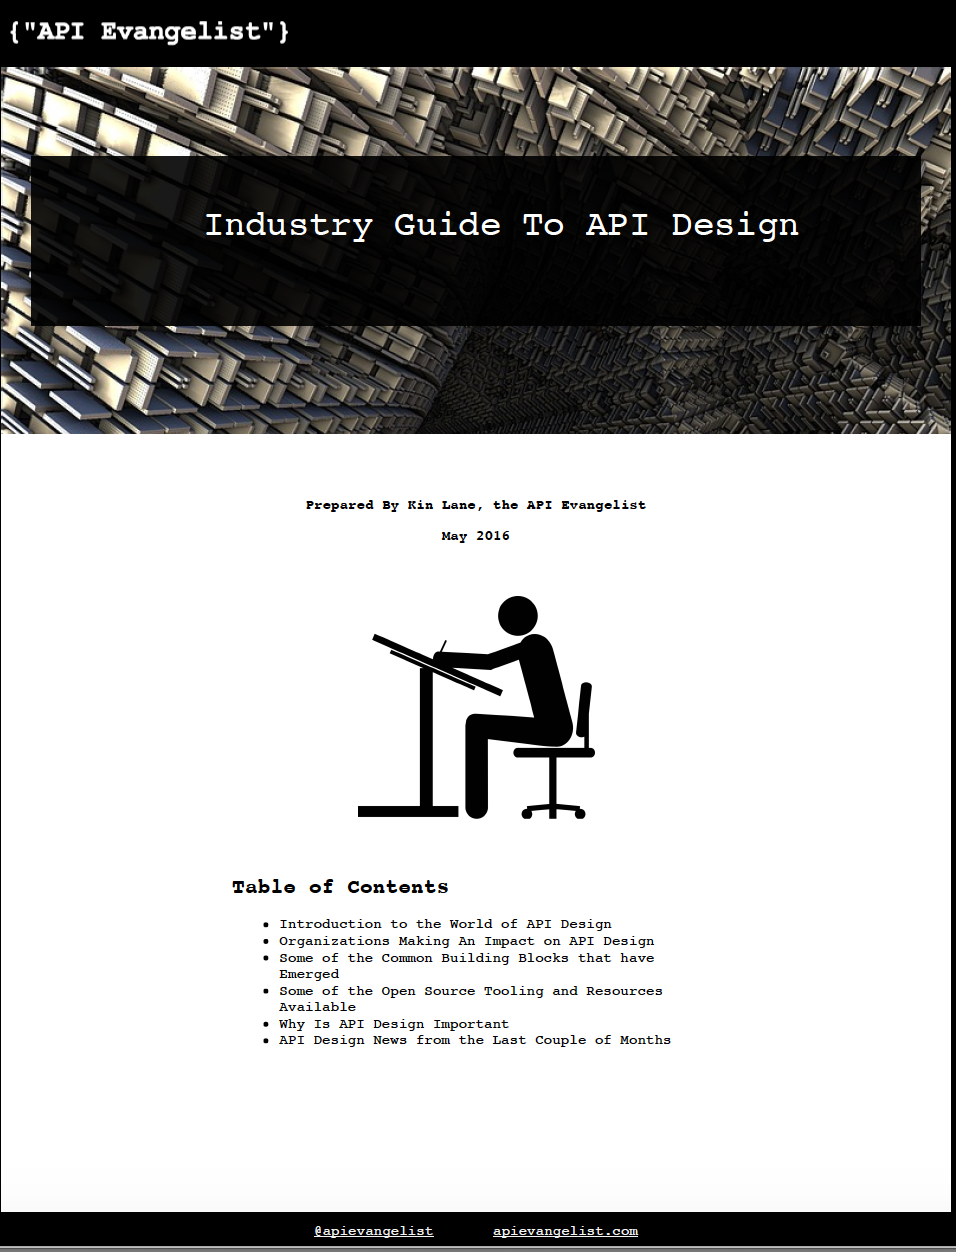 {"API Evangelist"}
Industry Guide To API Design
Prepared By Kin Lane, the API Evangelist
May 2016
Table of Contents
• Introduction to the World of API Design
• Organizations Making An Impact on API Design
• Some of the Common Building Blocks that have
Emerged
• Some of the Open Source Tooling and Resources
Available
• Why Is API Design Important
• API Design News from the Last Couple of Months
@apievangelist apievangelist.com